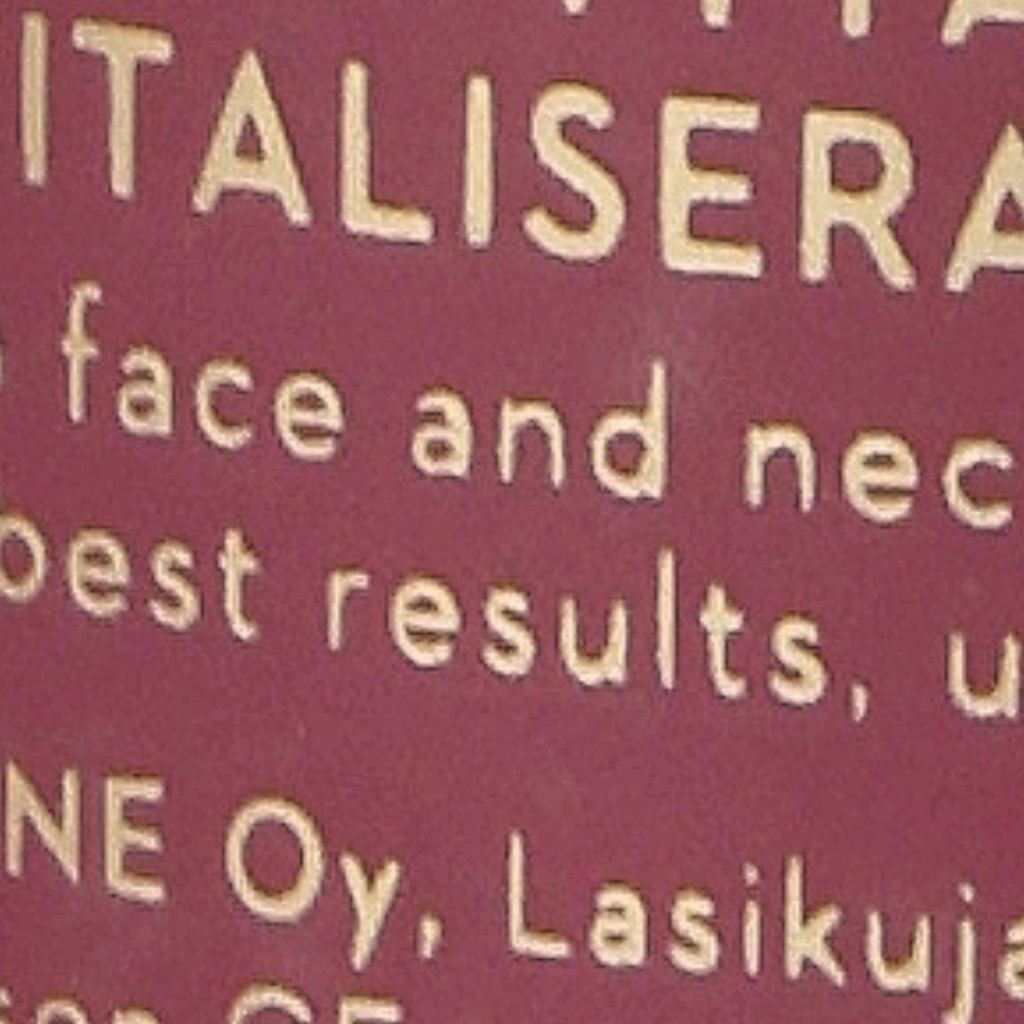 ITALISERA
face and nec
best results, u
NE Oy, Lasikuja